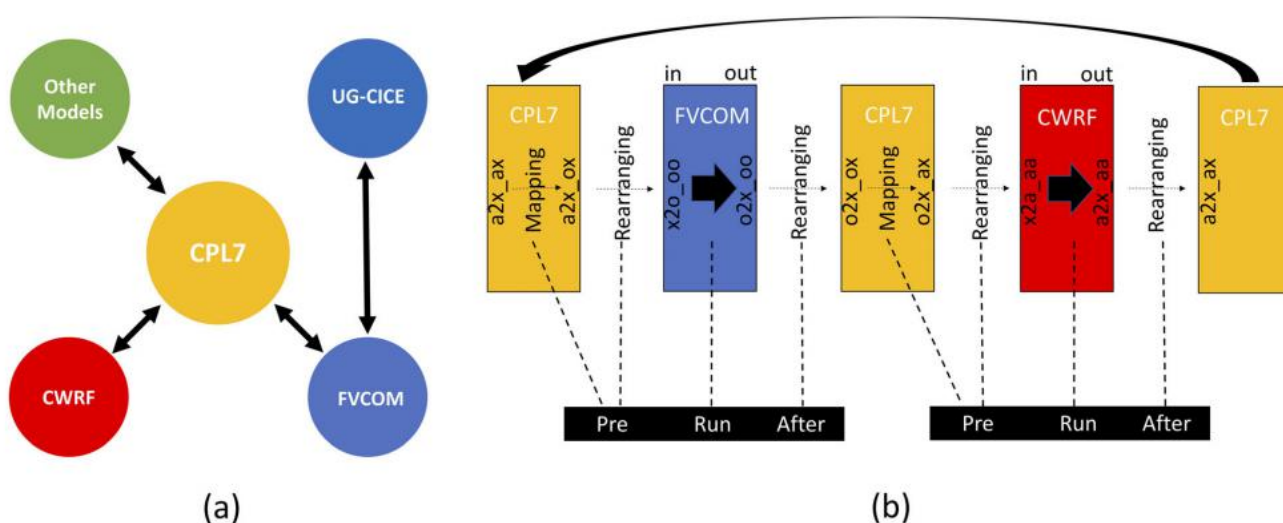 Other
Models
UG-CICE
CPL7
CWRF
FVCOM
(a)
CPL7
a2x_ax
Mapping
a2x_ox
Rearranging
in out
FVCOM
x2o_oo
o2x_oo
Rearranging
CPL7
o2x_ox
Mapping
o2x_ax
Rearranging
in out
CWRF
x2a_aa
a2x_aa
Rearranging
CPL7
a2x_ax
Pre Run After
Pre Run After
(b)